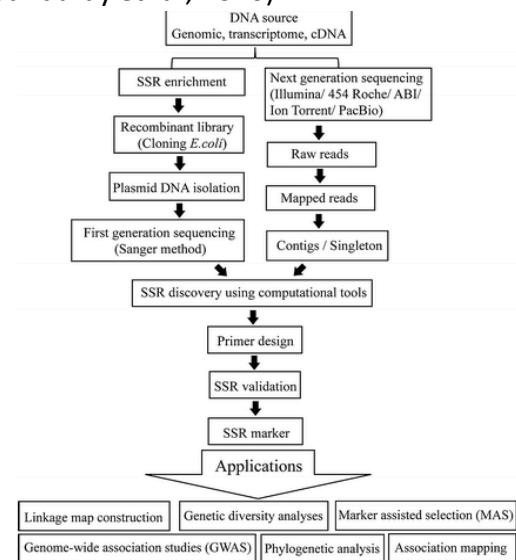 DNA source
Genomic, transcriptome, cDNA
SSR enrichment
Next generation sequencing
(Illumina/ 454 Roche/ ABI/
Ion Torrent/ PacBio)
Recombinant library
(Cloning E.coli)
Raw reads
Plasmid DNA isolation
Mapped reads
First generation sequencing
(Sanger method)
Contigs / Singleton
SSR discovery using computational tools
Primer design
SSR validation
SSR marker
Applications
Linkage map construction
Genetic diversity analyses
Marker assisted selection (MAS)
Genome-wide association studies (GWAS)
Phylogenetic analysis
Association mapping